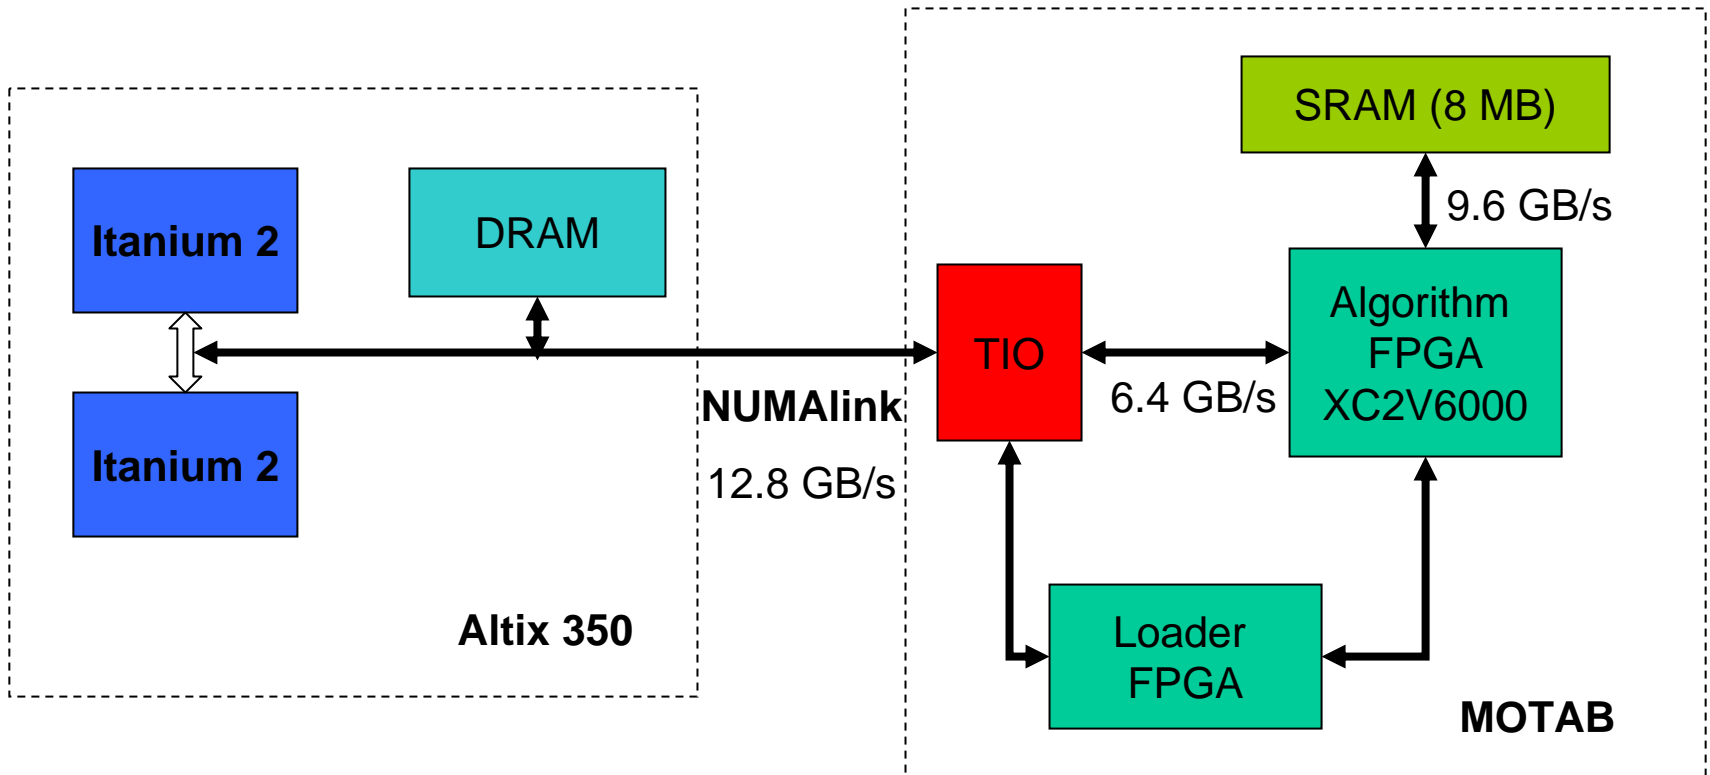 SRAM (8 MB)
9.6 GB/s
Itanium 2
DRAM
Algorithm
FPGA
XC2V6000
TIO
6.4 GB/s
NUMAlink
12.8 GB/s
Itanium 2
Altix 350
Loader
FPGA
MOTAB